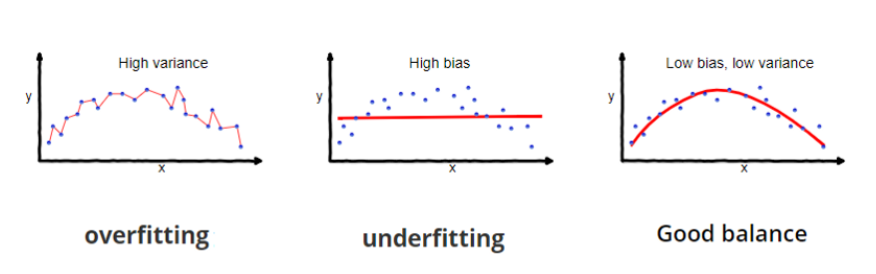 High variance
y
x
overfitting
High bias
y
x
underfitting
Low bias, low variance
y
x
Good balance